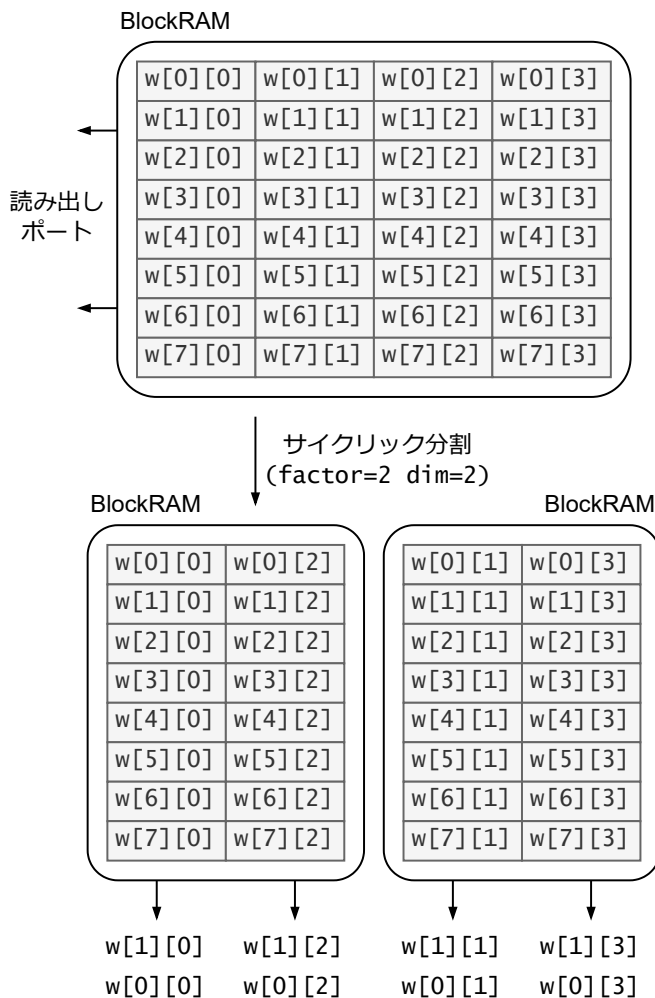 BlockRAM
w[0][0] w[0][1] w[0][2] w[0][3]
w[1][0] w[1][1] w[1][2] w[1][3]
w[2][0] w[2][1] w[2][2] w[2][3]
w[3][0] w[3][1] w[3][2] w[3][3]
w[4][0] w[4][1] w[4][2] w[4][3]
w[5][0] w[5][1] w[5][2] w[5][3]
w[6][0] w[6][1] w[6][2] w[6][3]
w[7][0] w[7][1] w[7][2] w[7][3]
読み出し
ポート
サイクリック分割
(factor=2 dim=2)
BlockRAM
w[0][0] w[0][2]
w[1][0] w[1][2]
w[2][0] w[2][2]
w[3][0] w[3][2]
w[4][0] w[4][2]
w[5][0] w[5][2]
w[6][0] w[6][2]
w[7][0] w[7][2]
w[1][0] w[1][2]
w[0][0] w[0][2]
BlockRAM
w[0][1] w[0][3]
w[1][1] w[1][3]
w[2][1] w[2][3]
w[3][1] w[3][3]
w[4][1] w[4][3]
w[5][1] w[5][3]
w[6][1] w[6][3]
w[7][1] w[7][3]
w[1][1] w[1][3]
w[0][1] w[0][3]